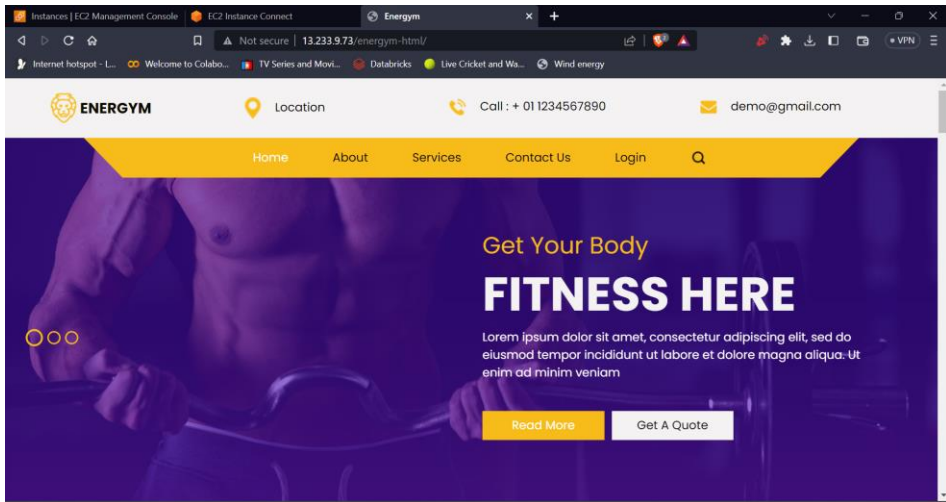 Instances | EC2 Management Console
EC2 Instance Connect
Energym
Not secure | 13.233.9.73/energym-html/
VPN
Internet hotspot - L...
Welcome to Colabo...
TV Series and Movi...
Databricks
Live Cricket and Wa...
Wind energy
ENERGYM
Location
Call : + 01 1234567890
demo@gmail.com
Home
About
Services
Contact Us
Login
Get Your Body
FITNESS HERE
Lorem ipsum dolor sit amet, consectetur adipiscing elit, sed do
eiusmod tempor incididunt ut labore et dolore magna aliqua. Ut
enim ad minim veniam
Read More
Get A Quote